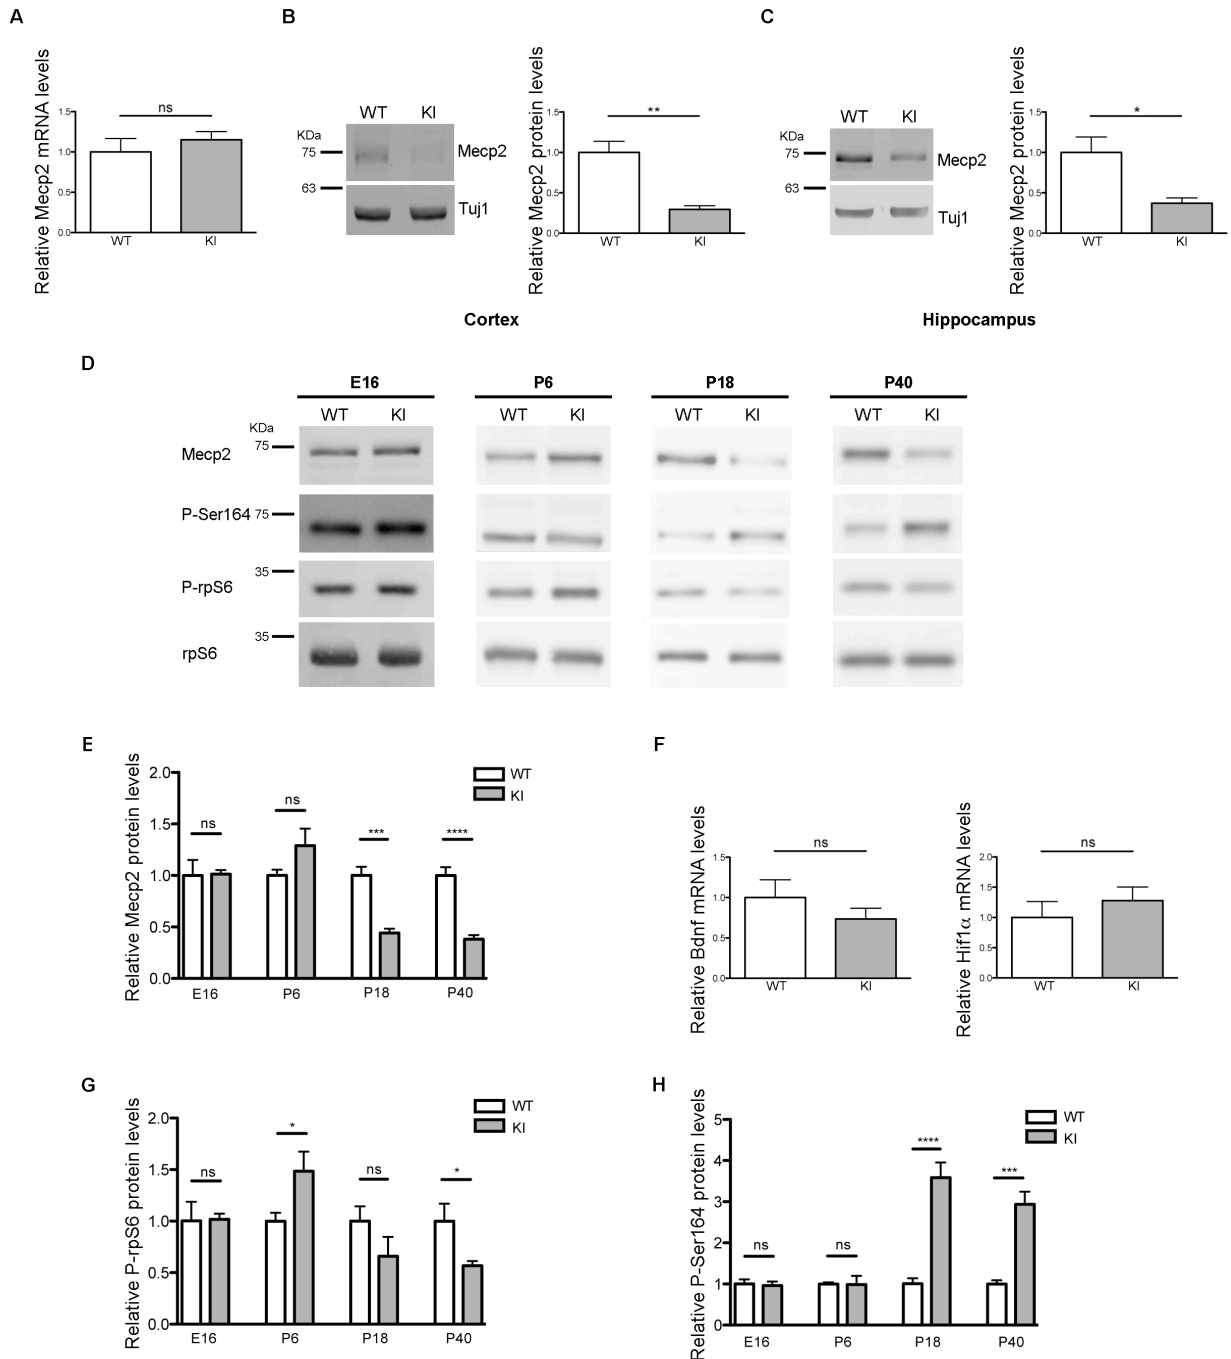 A
B
C
Relative Mecp2 mRNA levels
1.5
1.0
0.5
0.0
ns
WT
KI
WT KI
KDa
75
63
Mecp2
Tuj1
Relative Mecp2 protein levels
1.5
1.0
0.5
0.0
**
WT
KI
WT KI
KDa
75
63
Mecp2
Tuj1
Relative Mecp2 protein levels
1.5
1.0
0.5
0.0
*
WT
KI
Cortex
Hippocampus
D
E16 P6 P18 P40
WT KI WT KI WT KI WT KI
KDa
Mecp2 75
P-Ser164 75
P-rpS6 35
rpS6 35
E
Relative Mecp2 protein levels
2.0
1.5
1.0
0.5
0.0
ns
ns
***
****
WT
KI
E16 P6 P18 P40
F
Relative Bdnf mRNA levels
1.5
1.0
0.5
0.0
ns
WT
KI
Relative Hif1α mRNA levels
2.0
1.5
1.0
0.5
0.0
ns
WT
KI
G
Relative P-rpS6 protein levels
2.0
1.5
1.0
0.5
0.0
ns
*
ns
*
WT
KI
E16 P6 P18 P40
H
Relative P-Ser164 protein levels
5
4
3
2
1
0
ns
ns
****
***
WT
KI
E16 P6 P18 P40